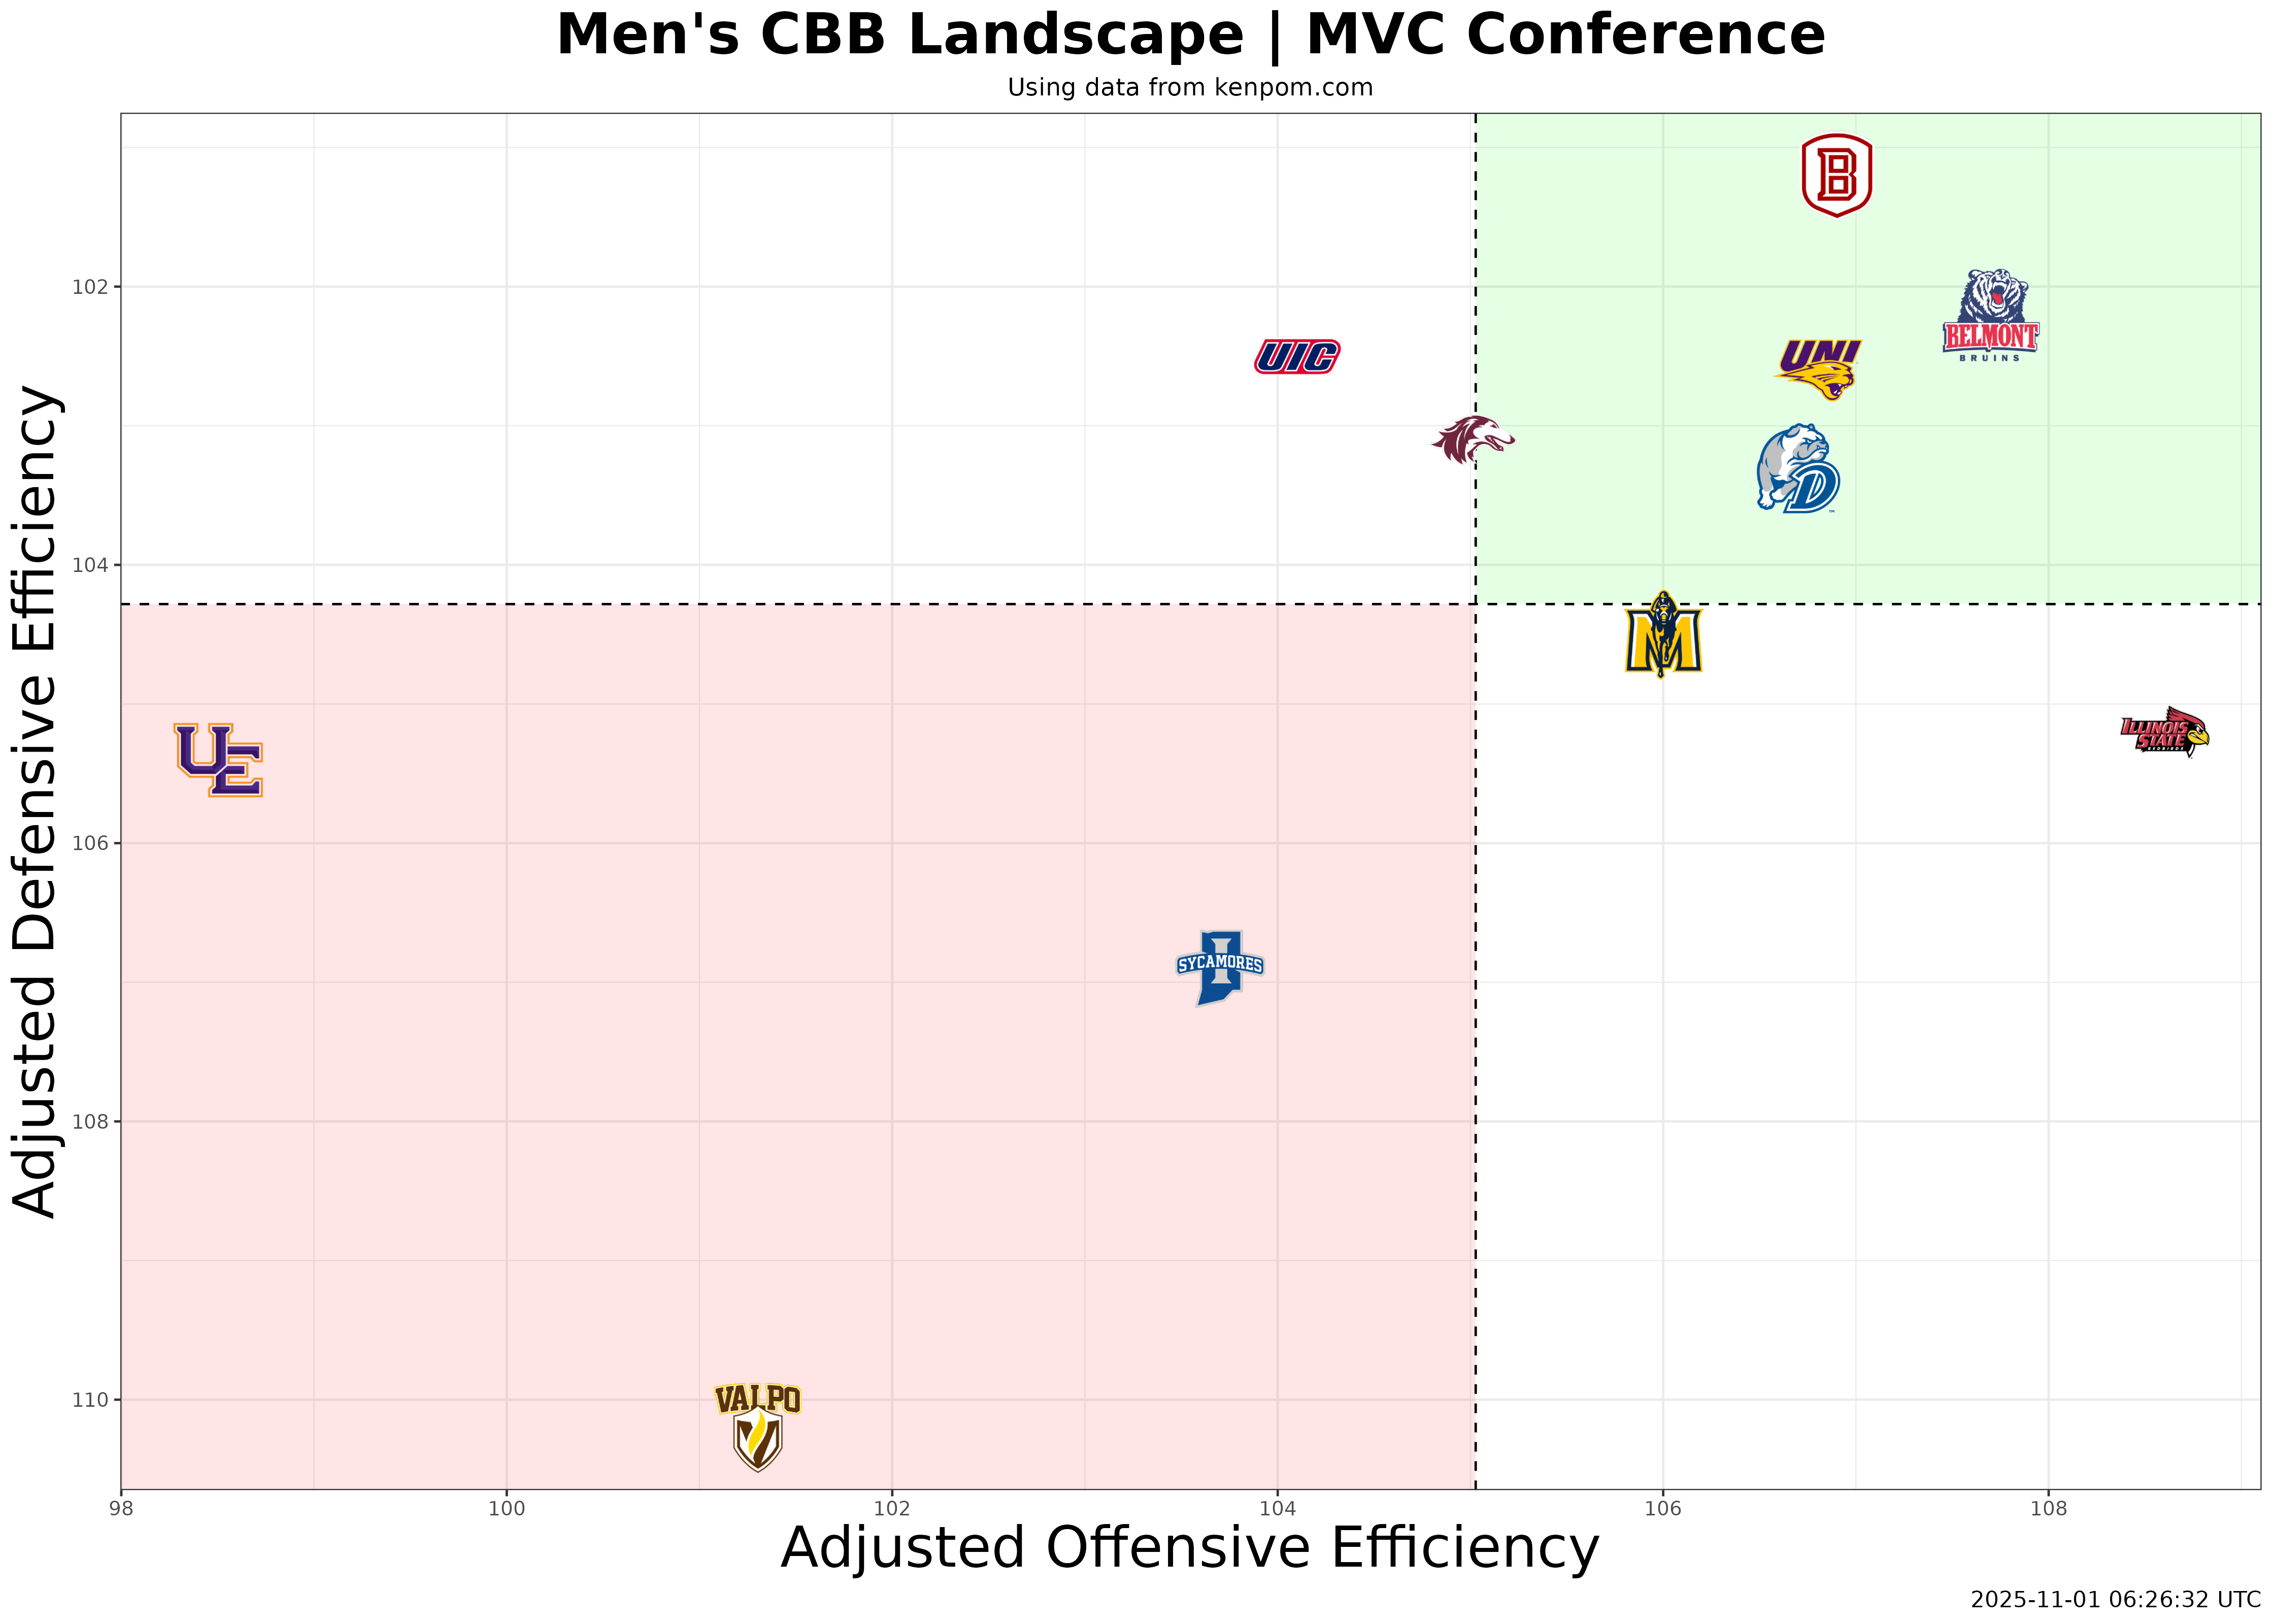 Men's CBB Landscape | MVC Conference
Using data from kenpom.com
Adjusted Defensive Efficiency
102
104
106
108
110
B
BELMONT
BRUINS
UIC
UNI
D
M
ILLINOIS
STATE
UE
SYCAMORES
VALPO
98
100
102
104
106
108
Adjusted Offensive Efficiency
2025-11-01 06:26:32 UTC